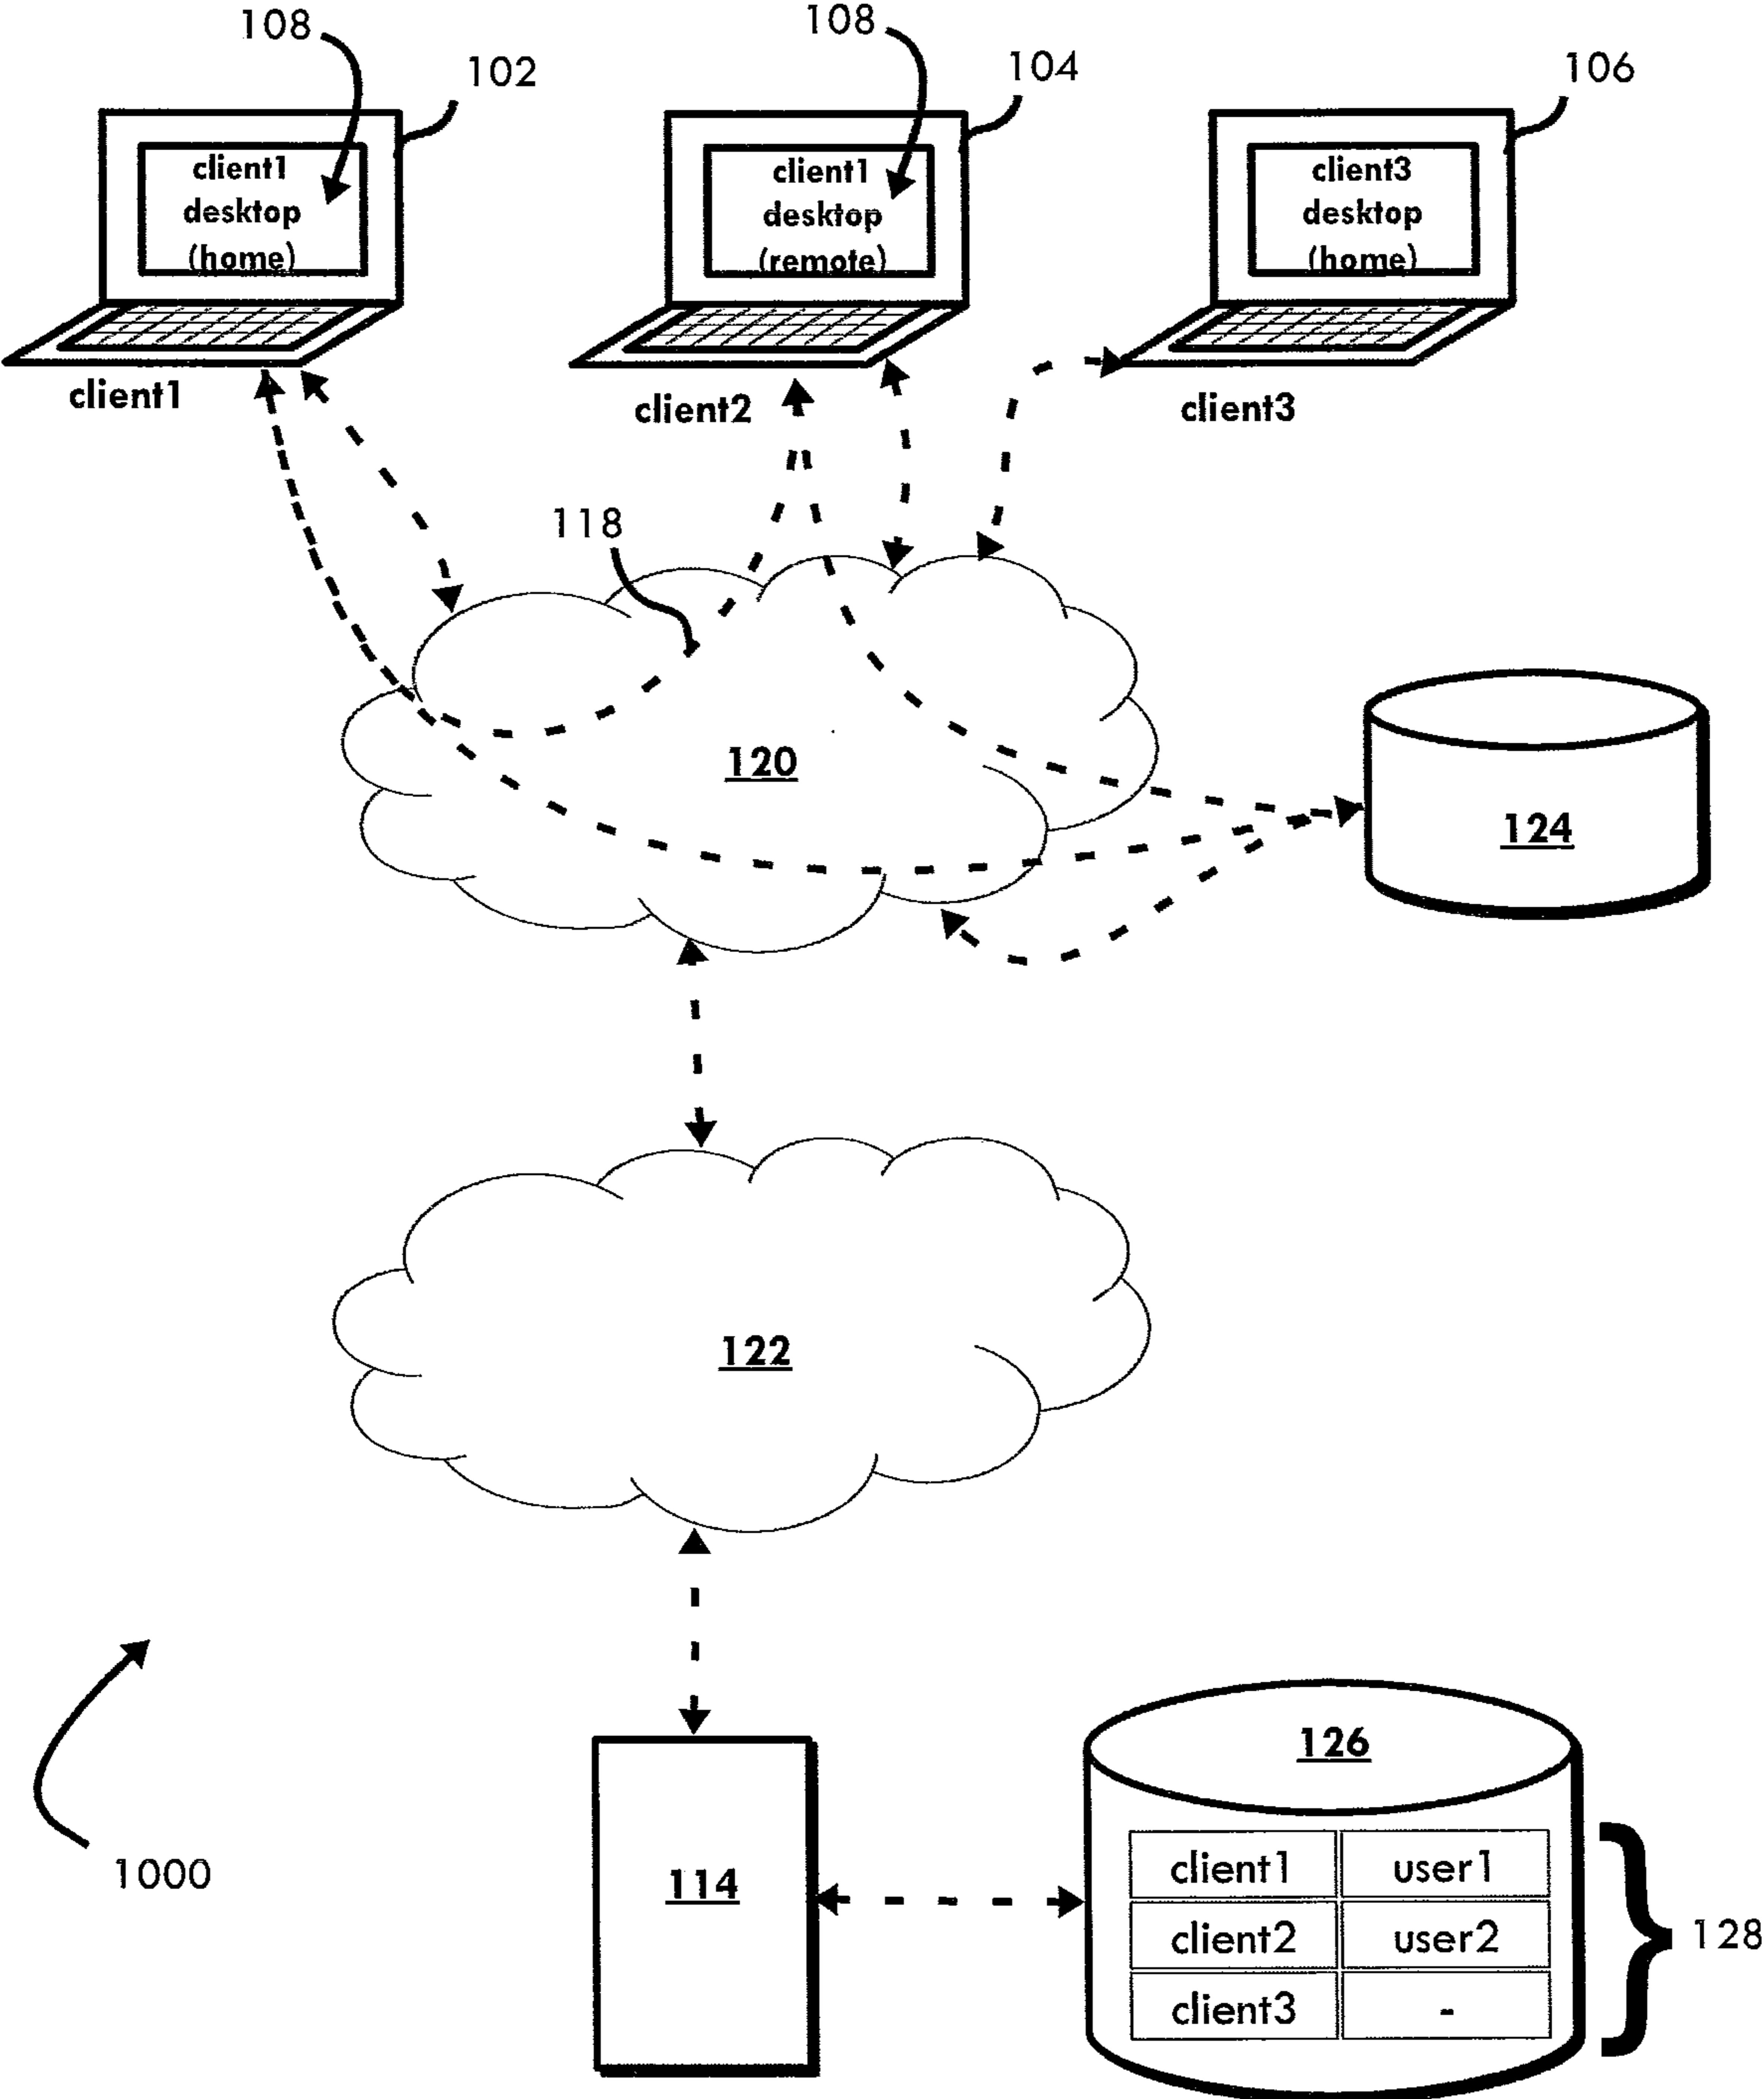 108
102
108
104
106
client1
desktop
(home)
client1
desktop
(remote)
client3
desktop
(home)
client1
client2
client3
118
120
124
122
1000
114
126
client1 user1
client2 user2
client3 -
128